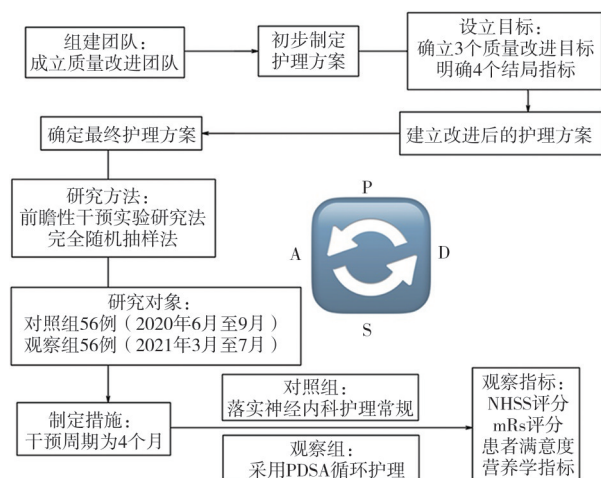 组建团队：
成立质量改进团队
初步制定
护理方案
设立目标：
确立3个质量改进目标
明确4个结局指标
确定最终护理方案
建立改进后的护理方案
研究方法：
前瞻性干预实验研究法
完全随机抽样法
P
A
D
S
研究对象：
对照组56例（2020年6月至9月）
观察组56例（2021年3月至7月）
制定措施：
干预周期为4个月
对照组：
落实神经内科护理常规
观察组：
采用PDSA循环护理
观察指标：
NHSS评分
mRs评分
患者满意度
营养学指标